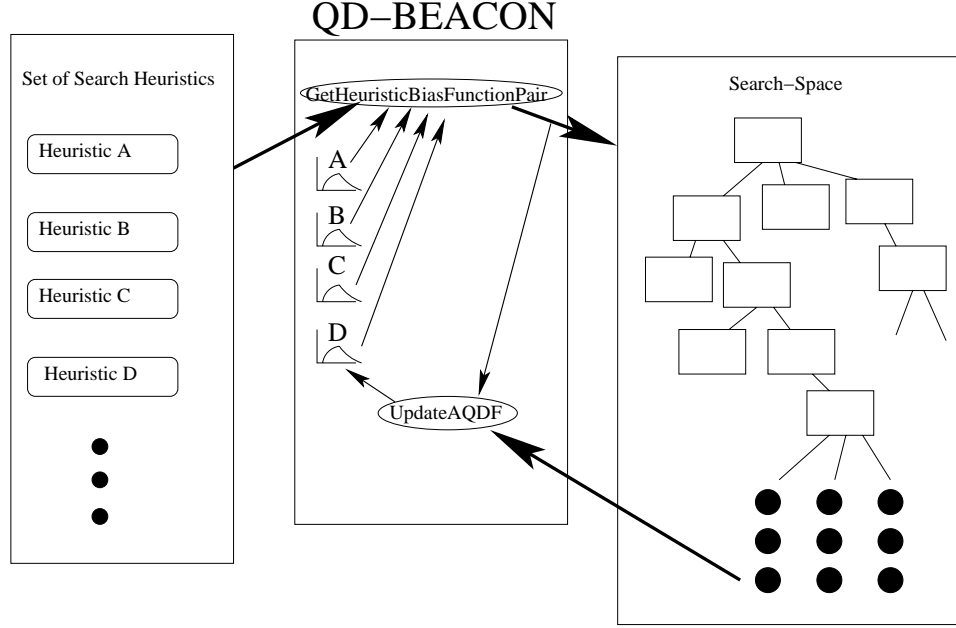 QD−BEACON
Set of Search Heuristics
Heuristic A
Heuristic B
Heuristic C
Heuristic D
GetHeuristicBiasFunctionPair
A
B
C
D
UpdateAQDF
Search−Space